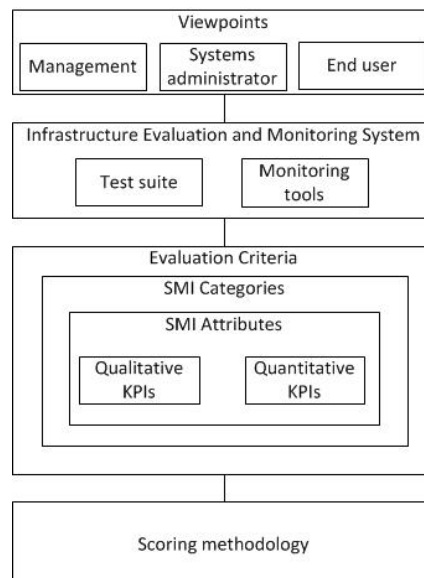 Viewpoints
Management
Systems
administrator
End user
Infrastructure Evaluation and Monitoring System
Test suite
Monitoring
tools
Evaluation Criteria
SMI Categories
SMI Attributes
Qualitative
KPIs
Quantitative
KPIs
Scoring methodology